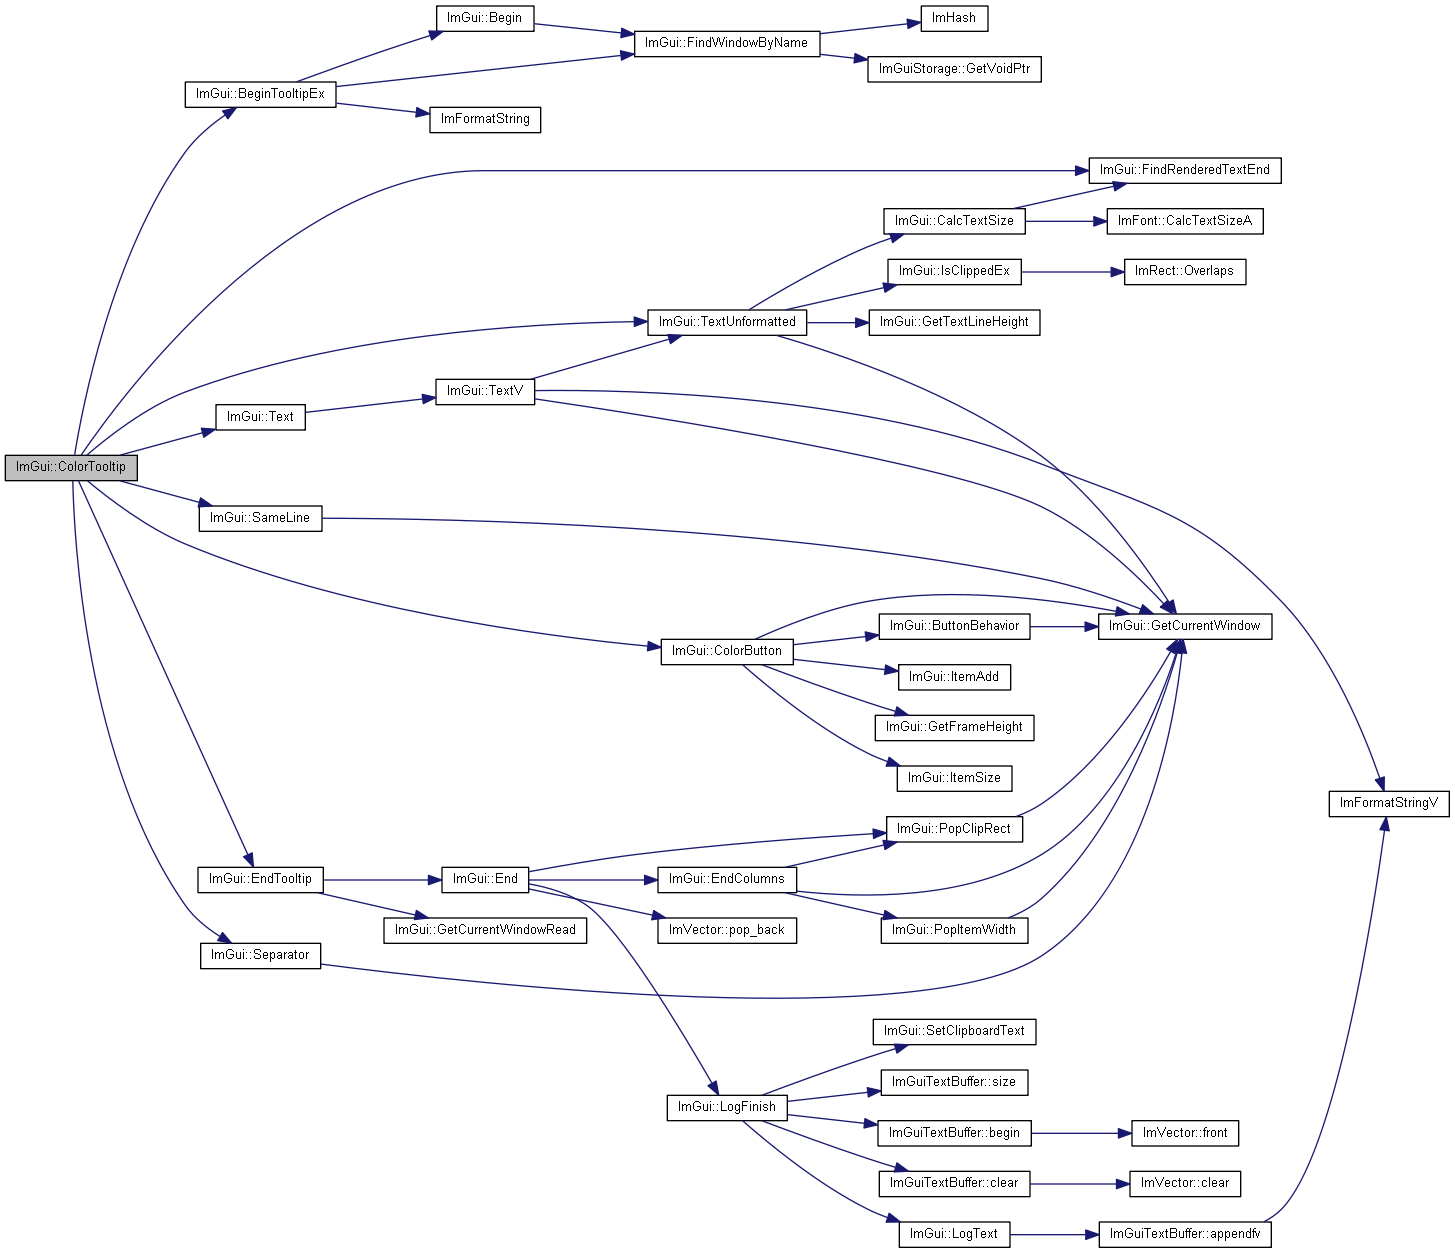 ImGui::Begin
ImHash
ImGui::FindWindowByName
ImGuiStorage::GetVoidPtr
ImGui::BeginTooltipEx
ImFormatString
ImGui::FindRenderedTextEnd
ImGui::CalcTextSize
ImFont::CalcTextSizeA
ImGui::IsClippedEx
ImRect::Overlaps
ImGui::TextUnformatted
ImGui::GetTextLineHeight
ImGui::TextV
ImGui::Text
ImGui::ColorTooltip
ImGui::SameLine
ImGui::ButtonBehavior
ImGui::GetCurrentWindow
ImGui::ColorButton
ImGui::ItemAdd
ImGui::GetFrameHeight
ImGui::ItemSize
ImFormatStringV
ImGui::PopClipRect
ImGui::EndTooltip
ImGui::End
ImGui::EndColumns
ImGui::GetCurrentWindowRead
ImVector::pop_back
ImGui::PopItemWidth
ImGui::Separator
ImGui::SetClipboardText
ImGuiTextBuffer::size
ImGui::LogFinish
ImGuiTextBuffer::begin
ImVector::front
ImGuiTextBuffer::clear
ImVector::clear
ImGui::LogText
ImGuiTextBuffer::appendfv